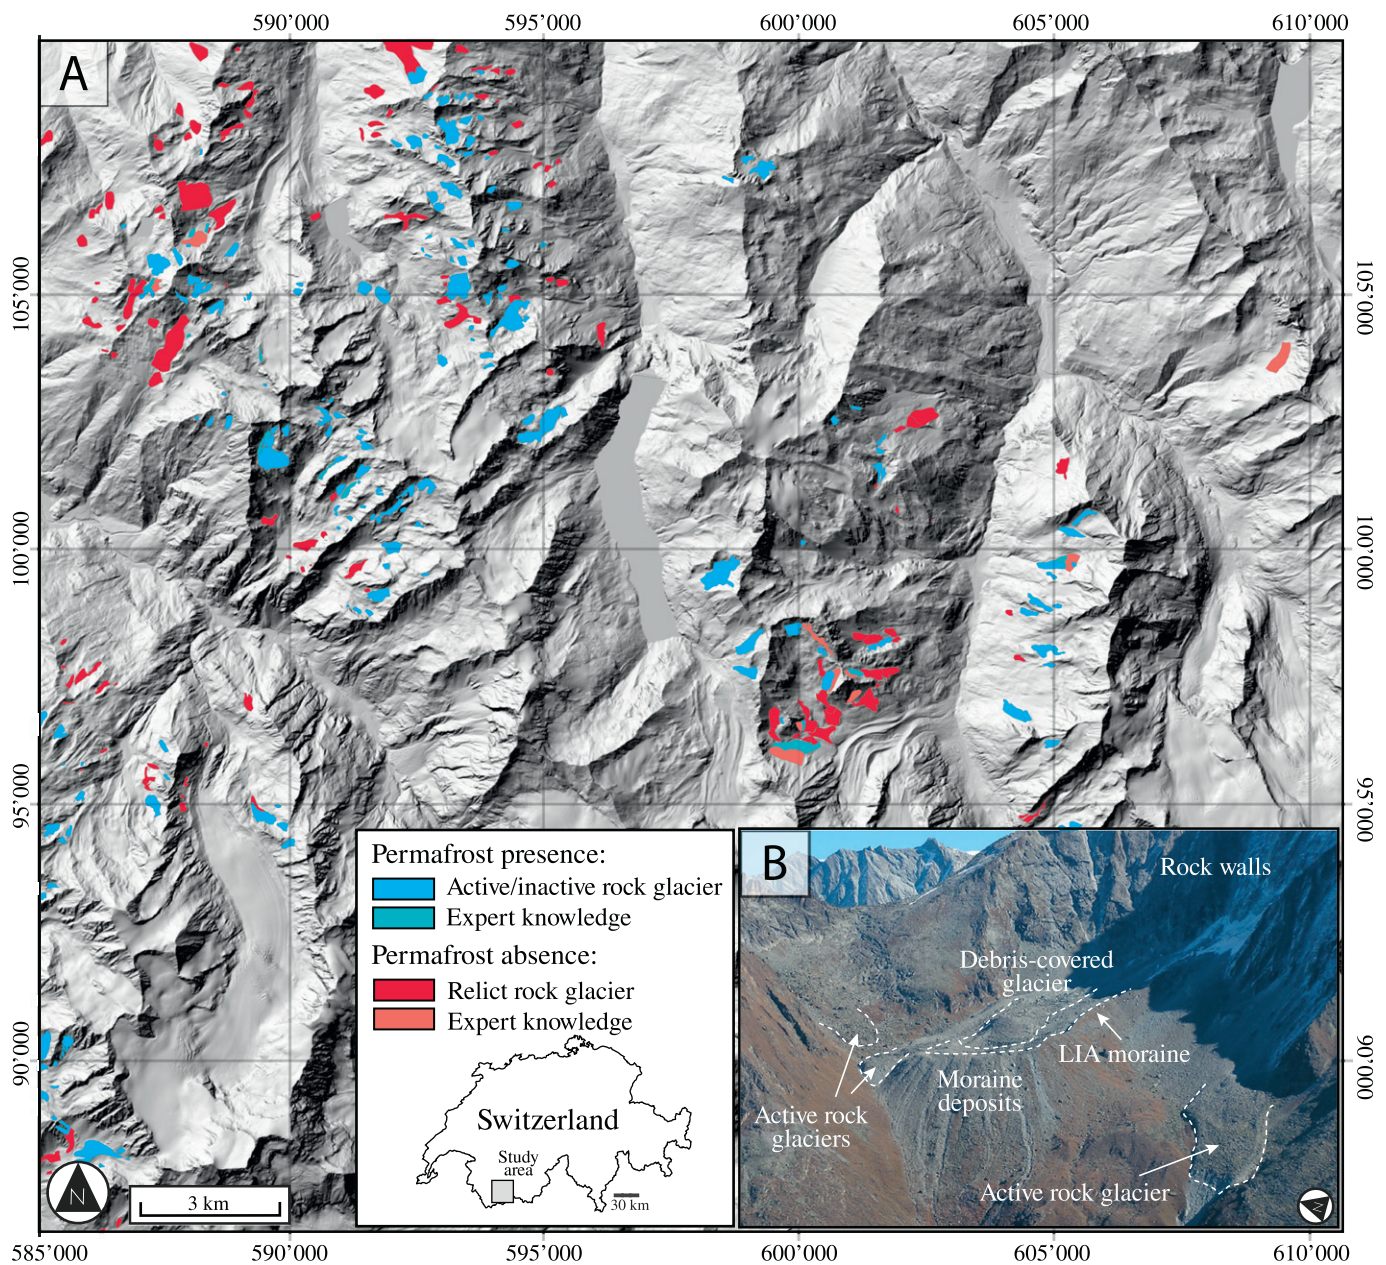 590’000
595’000
600’000
605’000
610’000
A
105’000
105’000
100’000
100’000
95’000
95’000
90’000
90’000
Permafrost presence:
Active/inactive rock glacier
Expert knowledge
Permafrost absence:
Relict rock glacier
Expert knowledge
Switzerland
Study
area
30 km
N
3 km
B
Rock walls
Debris-covered
glacier
LIA moraine
Moraine
deposits
Active rock
glaciers
Active rock glacier
N
585’000
590’000
595’000
600’000
605’000
610’000